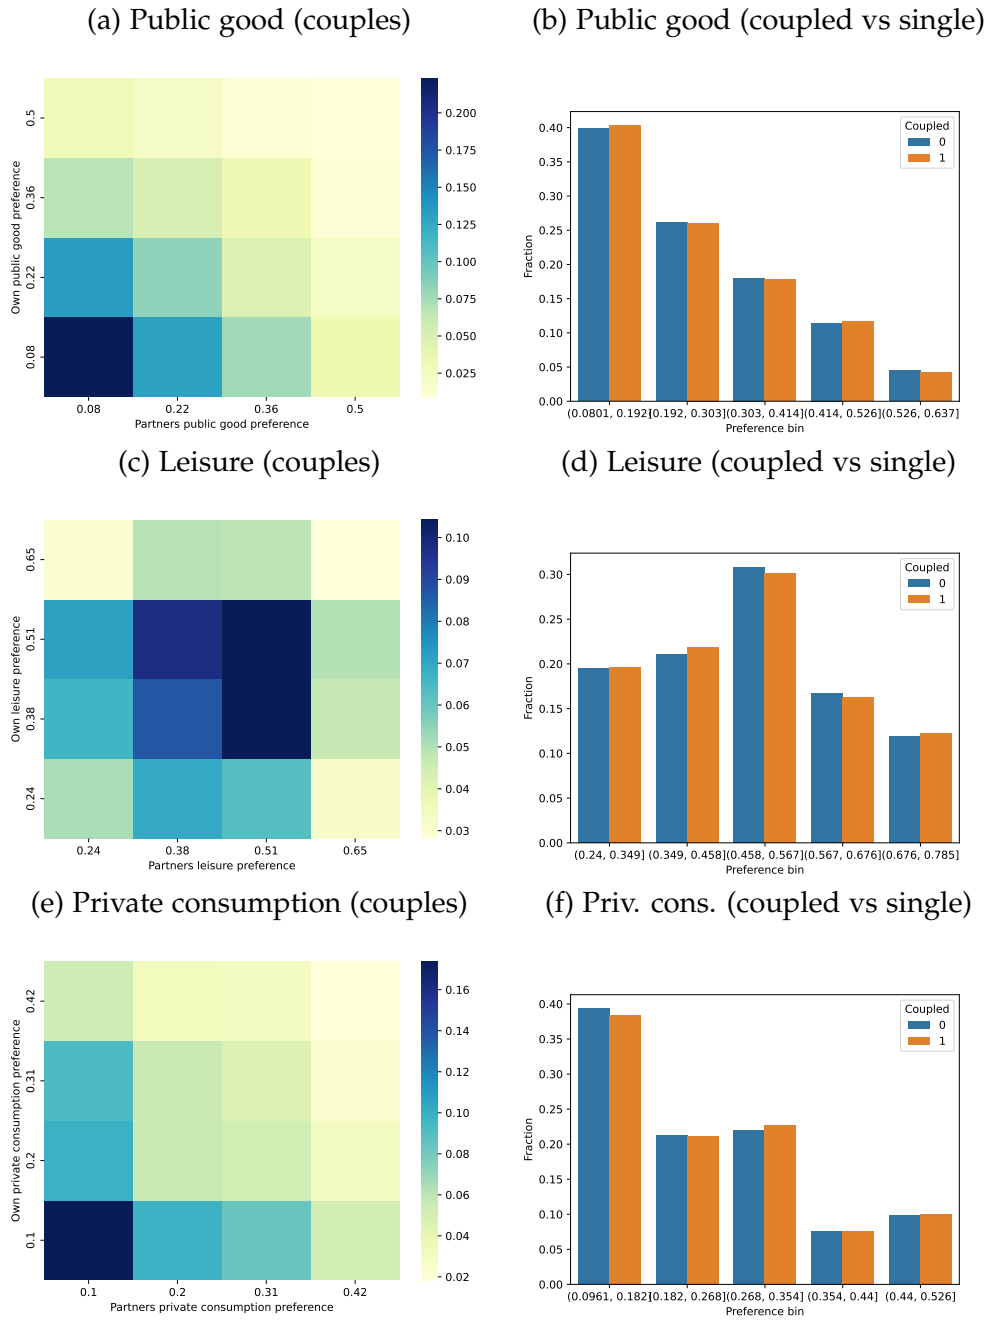 (a) Public good (couples)
(b) Public good (coupled vs single)
Own public good preference
0.5
0.36
0.22
0.08
0.08 0.22 0.36 0.5
Partners public good preference
0.200
0.175
0.150
0.125
0.100
0.075
0.050
0.025
Fraction
0.40
0.35
0.30
0.25
0.20
0.15
0.10
0.05
0.00
Coupled
0
1
(0.0801, 0.192] (0.192, 0.303] (0.303, 0.414] (0.414, 0.526] (0.526, 0.637]
Preference bin
(c) Leisure (couples)
(d) Leisure (coupled vs single)
Own leisure preference
0.65
0.51
0.38
0.24
0.24 0.38 0.51 0.65
Partners leisure preference
0.10
0.09
0.08
0.07
0.06
0.05
0.04
0.03
Fraction
0.30
0.25
0.20
0.15
0.10
0.05
0.00
Coupled
0
1
(0.24, 0.349] (0.349, 0.458] (0.458, 0.567] (0.567, 0.676] (0.676, 0.785]
Preference bin
(e) Private consumption (couples)
(f) Priv. cons. (coupled vs single)
Own private consumption preference
0.42
0.31
0.2
0.1
0.1 0.2 0.31 0.42
Partners private consumption preference
0.16
0.14
0.12
0.10
0.08
0.06
0.04
0.02
Fraction
0.40
0.35
0.30
0.25
0.20
0.15
0.10
0.05
0.00
Coupled
0
1
(0.0961, 0.182] (0.182, 0.268] (0.268, 0.354] (0.354, 0.44] (0.44, 0.526]
Preference bin